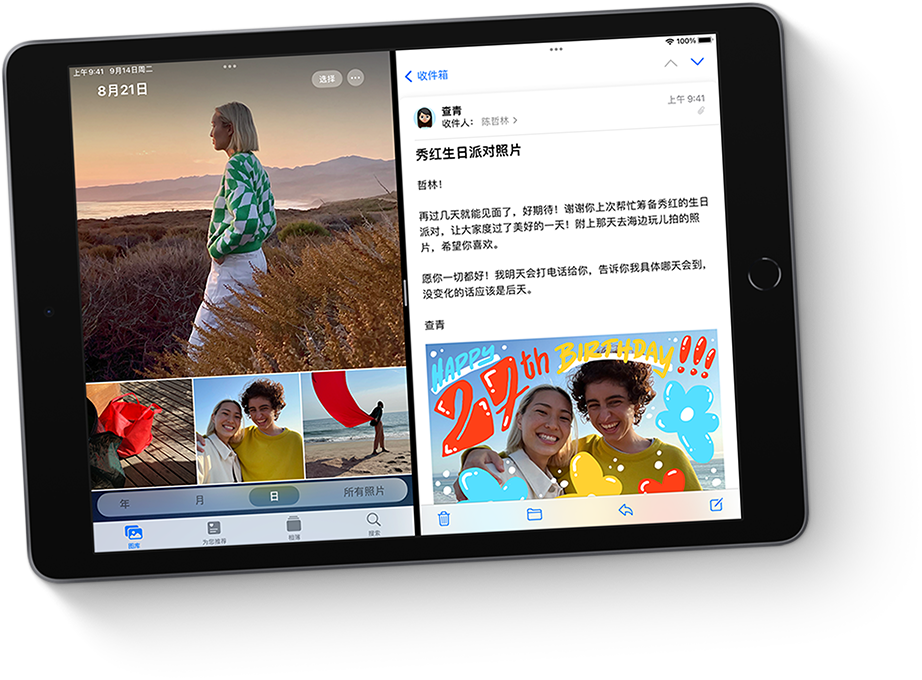 上午9:41 9月14日周二
8月21日
选择
年
月
日
所有照片
图库
为您推荐
相簿
搜索
100%
收件箱
查青
上午 9:41
收件人： 陈哲林
秀红生日派对照片
哲林！
再过几天就能见面了，好期待！谢谢你上次帮忙筹备秀红的生日
派对，让大家度过了美好的一天！附上那天去海边玩儿拍的照
片，希望你喜欢。
愿你一切都好！我明天会打电话给你，告诉你我具体哪天会到，
没变化的话应该是后天。
查青
HAPPY 27th BIRTHDAY!!!